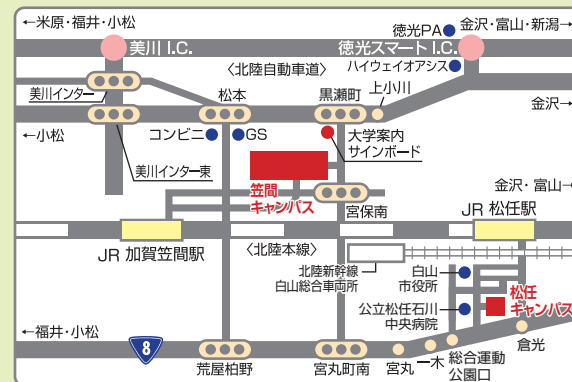 ←米原・福井・小松
徳光PA
金沢・富山・新潟→
美川 I.C.
徳光スマート I.C.
〈北陸自動車道〉
ハイウェイオアシス
美川インター
松本
黒瀬町
上小川
金沢→
←小松
コンビニ
GS
大学案内
サインボード
美川インター東
笠間
キャンパス
宮保南
金沢・富山→
JR 松任駅
JR 加賀笠間駅
〈北陸本線〉
北陸新幹線
白山総合車両所
白山
市役所
松任
キャンパス
公立松任石川
中央病院
←福井・小松
8
荒屋柏野
宮丸町南
宮丸
一木
総合運動
公園口
倉光